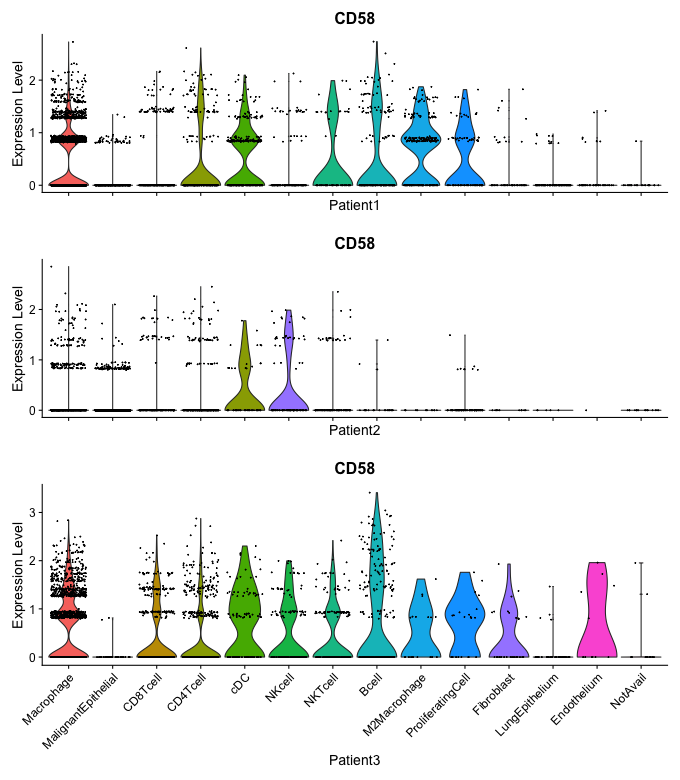 CD58
Expression Level
2
1
0
Patient1
CD58
Expression Level
2
1
0
Patient2
CD58
Expression Level
3
2
1
0
Macrophage
MalignantEpithelial
CD8Tcell
CD4Tcell
cDC
NKcell
NKTcell
Bcell
M2Macrophage
ProliferatingCell
Fibroblast
LungEpithelium
Endothelium
NotAvail
Patient3